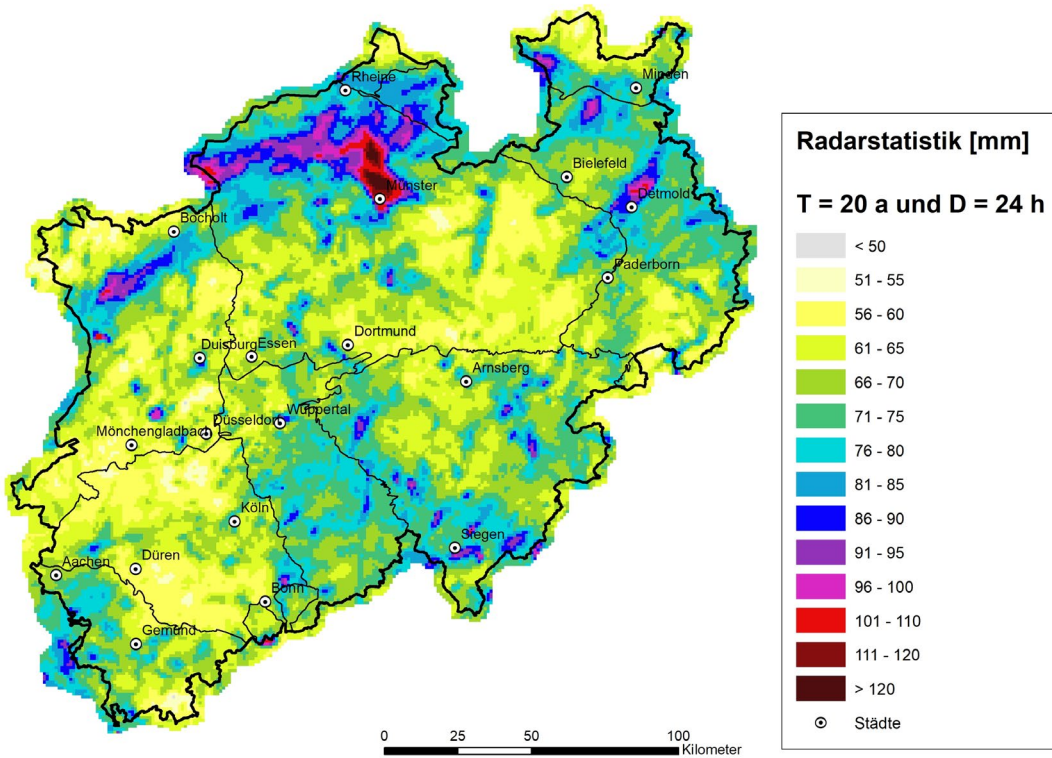 Rheine
Minden
Bielefeld
Münster
Detmold
Bocholt
Paderborn
Dortmund
Duisburg
Essen
Arnsberg
Wuppertal
Düsseldorf
Mönchengladbach
Köln
Siegen
Düren
Aachen
Bonn
Gemünd
0 25 50 100
Kilometer
Radarstatistik [mm]
T = 20 a und D = 24 h
< 50
51 - 55
56 - 60
61 - 65
66 - 70
71 - 75
76 - 80
81 - 85
86 - 90
91 - 95
96 - 100
101 - 110
111 - 120
> 120
Städte